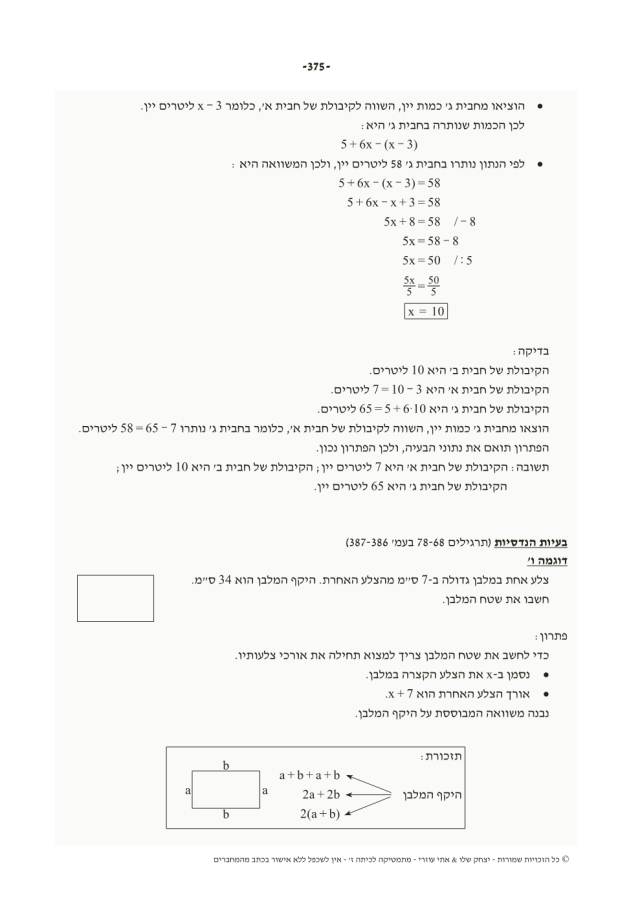 -375-
• הוציאו מחבית ג׳ כמות יין, השווה לקיבולת של חבית א׳, כלומר x − 3 ליטרים יין.
לכן הכמות שנותרה בחבית ג׳ היא:
5 + 6x − (x − 3)
• לפי הנתון נותרו בחבית ג׳ 58 ליטרים יין, ולכן המשוואה היא :
5 + 6x − (x − 3) = 58
5 + 6x − x + 3 = 58
5x + 8 = 58 / − 8
5x = 58 − 8
5x = 50 / : 5
5x/5 = 50/5
x = 10
בדיקה:
הקיבולת של חבית ב׳ היא 10 ליטרים.
הקיבולת של חבית א׳ היא 7 = 10 − 3 ליטרים.
הקיבולת של חבית ג׳ היא 65 = 5 + 6·10 ליטרים.
הוצאו מחבית ג׳ כמות יין, השווה לקיבולת של חבית א׳, כלומר בחבית ג׳ נותרו 58 = 65 − 7 ליטרים.
הפתרון תואם את נתוני הבעיה, ולכן הפתרון נכון.
תשובה: הקיבולת של חבית א׳ היא 7 ליטרים יין; הקיבולת של חבית ב׳ היא 10 ליטרים יין;
הקיבולת של חבית ג׳ היא 65 ליטרים יין.
בעיות הנדסיות (תרגילים 78-68 בעמ׳ 387-386)
דוגמה ו׳
צלע אחת במלבן גדולה ב-7 ס״מ מהצלע האחרת. היקף המלבן הוא 34 ס״מ.
חשבו את שטח המלבן.
פתרון:
כדי לחשב את שטח המלבן צריך למצוא תחילה את אורכי צלעותיו.
• נסמן ב-x את הצלע הקצרה במלבן.
• אורך הצלע האחרת הוא x + 7.
נבנה משוואה המבוססת על היקף המלבן.
תזכורת:
היקף המלבן
a + b + a + b
2a + 2b
2(a + b)
b
a
a
b
© כל הזכויות שמורות - יצחק שלו & אתי עוזרי - מתמטיקה לכיתה ז׳ - אין לשכפל ללא אישור בכתב מהמחברים